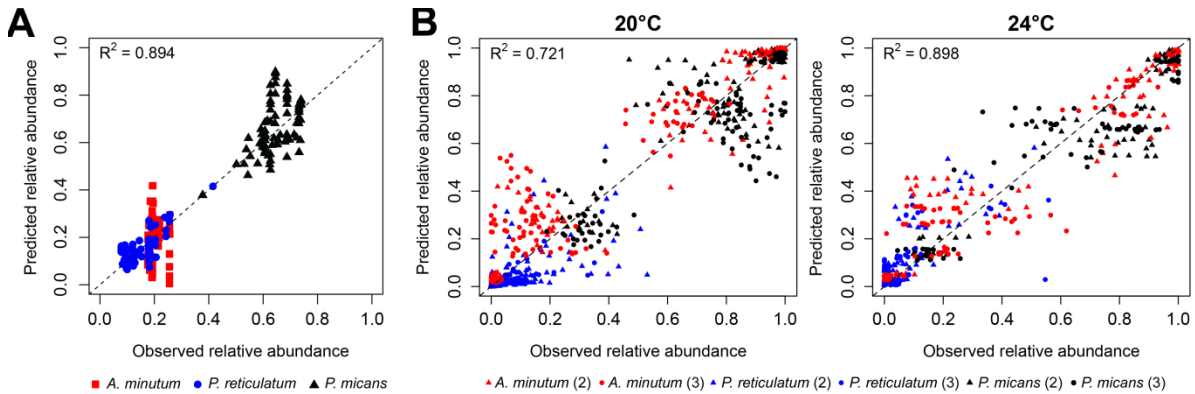 A
R² = 0.894
Predicted relative abundance
0.0 0.2 0.4 0.6 0.8 1.0
0.0 0.2 0.4 0.6 0.8 1.0
Observed relative abundance
A. minutum P. reticulatum P. micans
B
20°C
R² = 0.721
Predicted relative abundance
0.0 0.2 0.4 0.6 0.8 1.0
0.0 0.2 0.4 0.6 0.8 1.0
Observed relative abundance
24°C
R² = 0.898
Predicted relative abundance
0.0 0.2 0.4 0.6 0.8 1.0
0.0 0.2 0.4 0.6 0.8 1.0
Observed relative abundance
A. minutum (2) A. minutum (3) P. reticulatum (2) P. reticulatum (3) P. micans (2) P. micans (3)